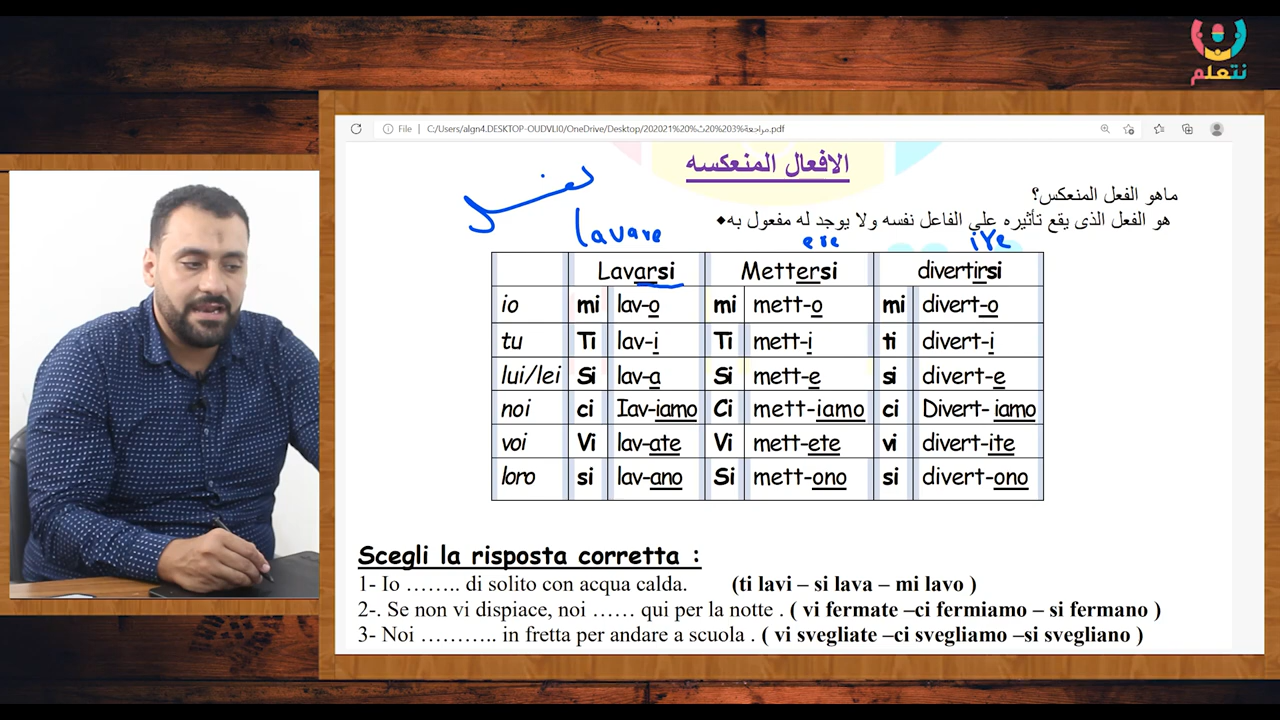 نتعلم
File C:/Users/algn4.DESKTOP-OUDVLI0/OneDrive/Desktop/202021%20%ث20%203%مراجعة.pdf
الافعال المنعكسه
ماهو الفعل المنعكس؟
هو الفعل الذى يقع تأثيره علي الفاعل نفسه ولا يوجد له مفعول به
lavare ere ire
Lavarsi Mettersi divertirsi
io mi lav-o mi mett-o mi divert-o
tu Ti lav-i Ti mett-i ti divert-i
lui/lei Si lav-a Si mett-e si divert-e
noi ci lav-iamo Ci mett-iamo ci Divert- iamo
voi Vi lav-ate Vi mett-ete vi divert-ite
loro si lav-ano Si mett-ono si divert-ono
Scegli la risposta corretta :
1- Io …….. di solito con acqua calda. (ti lavi – si lava – mi lavo )
2-. Se non vi dispiace, noi …… qui per la notte . ( vi fermate –ci fermiamo – si fermano )
3- Noi ……….. in fretta per andare a scuola . ( vi svegliate –ci svegliamo –si svegliano )